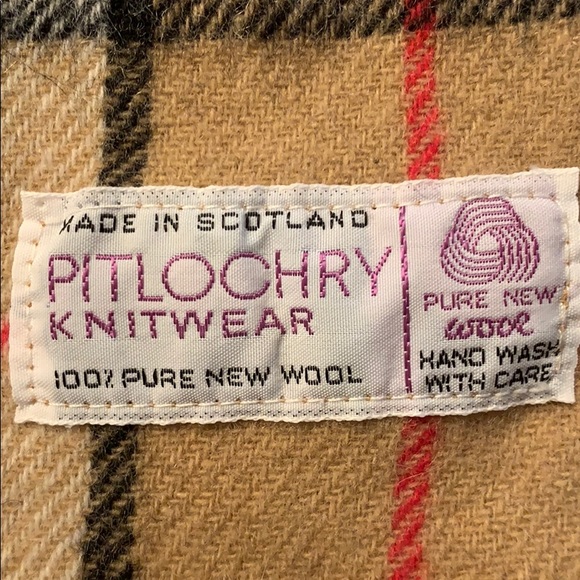 MADE IN SCOTLAND
PITLOCHRY
KNITWEAR
100% PURE NEW WOOL
PURE NEW
wool
HAND WASH
WITH CARE